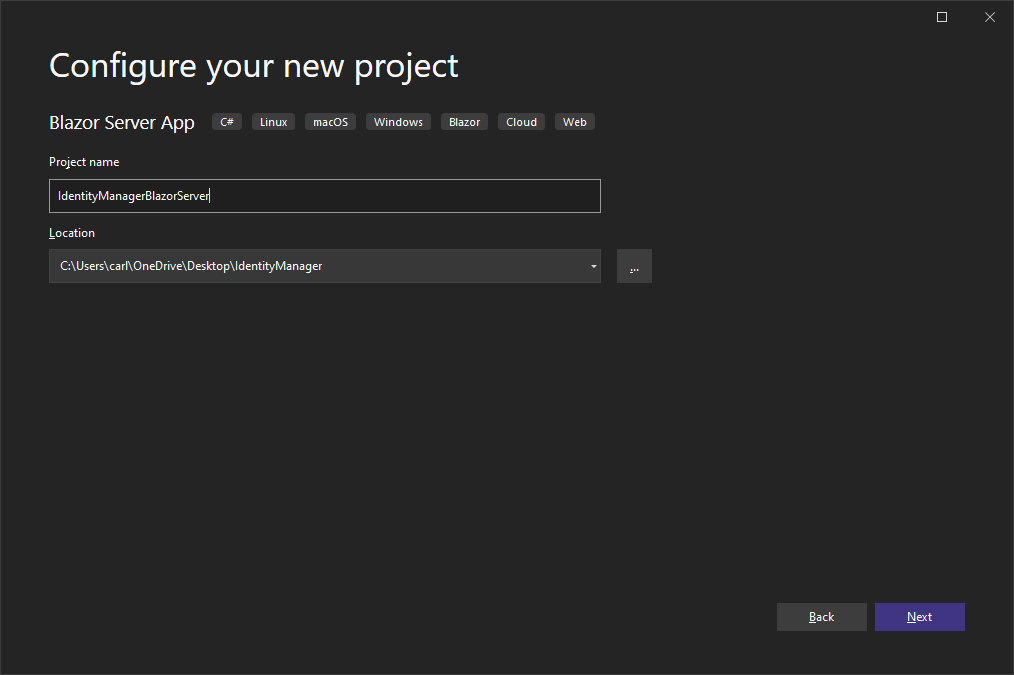 Configure your new project
Blazor Server App C# Linux macOS Windows Blazor Cloud Web
Project name
IdentityManagerBlazorServer
Location
C:\Users\carl\OneDrive\Desktop\IdentityManager
...
Back Next